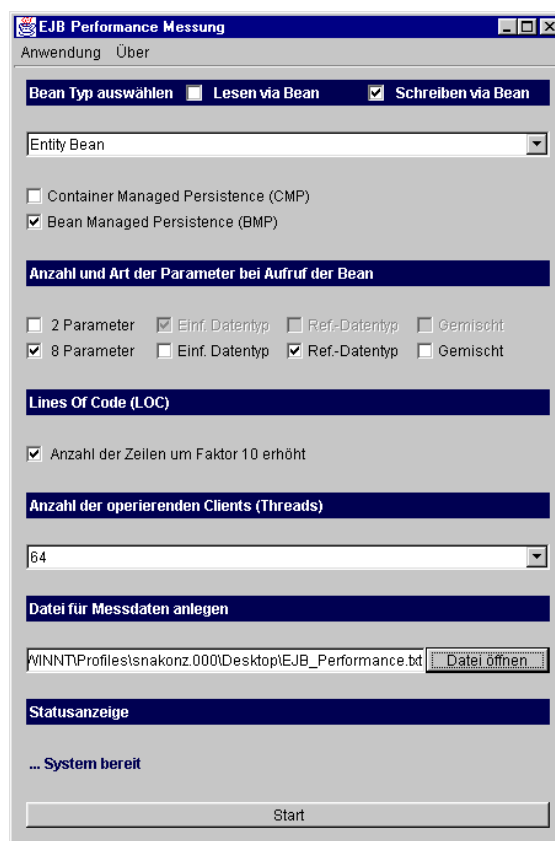 EJB Performance Messung
Anwendung Über
Bean Typ auswählen Lesen via Bean Schreiben via Bean
Entity Bean
Container Managed Persistence (CMP)
Bean Managed Persistence (BMP)
Anzahl und Art der Parameter bei Aufruf der Bean
2 Parameter Einf. Datentyp Ref.-Datentyp Gemischt
8 Parameter Einf. Datentyp Ref.-Datentyp Gemischt
Lines Of Code (LOC)
Anzahl der Zeilen um Faktor 10 erhöht
Anzahl der operierenden Clients (Threads)
64
Datei für Messdaten anlegen
WINNT\Profiles\snakonz.000\Desktop\EJB_Performance.txt Datei öffnen
Statusanzeige
... System bereit
Start